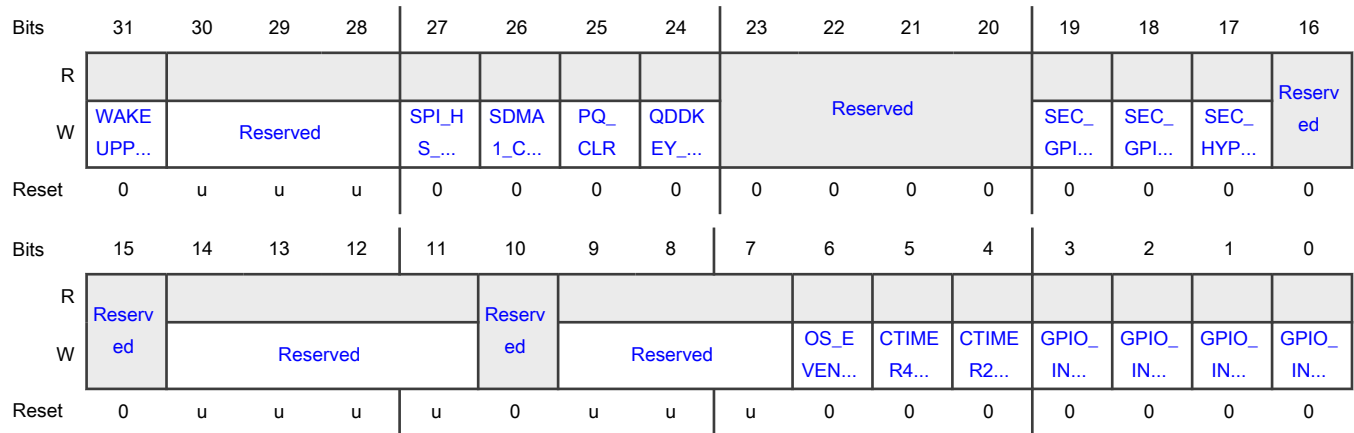 Bits 31 30 29 28 27 26 25 24 23 22 21 20 19 18 17 16
R Reserv
W WAKE Reserved SPI_H SDMA PQ_ QDDK Reserved SEC_ SEC_ SEC_ ed
UPP... S_... 1_C... CLR EY_... GPI... GPI... HYP...
Reset 0 u u u 0 0 0 0 0 0 0 0 0 0 0 0
Bits 15 14 13 12 11 10 9 8 7 6 5 4 3 2 1 0
R Reserv Reserv
W ed Reserved ed Reserved OS_E CTIME CTIME GPIO_ GPIO_ GPIO_ GPIO_
VEN... R4... R2... IN... IN... IN... IN...
Reset 0 u u u u 0 u u u 0 0 0 0 0 0 0